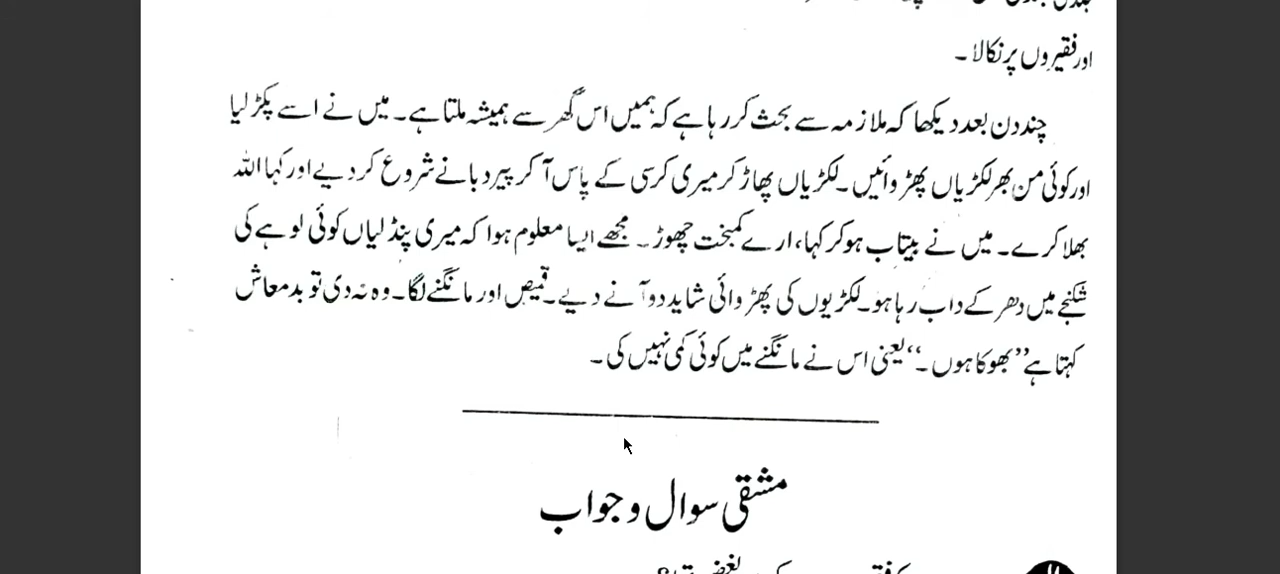 اور فقیروں پر نکالا ۔
چند دن بعد دیکھا کہ ملازمہ سے بحث کر رہا ہے کہ ہمیں اس گھر سے ہمیشہ ملتا ہے۔ میں نے اسے پکڑ لیا
اور کوئی من بھر لکڑیاں پھڑوائیں۔ لکڑیاں پھاڑ کر میری کرسی کے پاس آ کر پیر دبانے شروع کر دیے اور کہا اللہ
بھلا کرے۔ میں نے بیتاب ہو کر کہا، ارے کمبخت چھوڑ ۔ مجھے ایسا معلوم ہوا کہ میری پنڈلیاں کوئی لوہے کی
شکنجے میں دھر کے داب رہا ہو۔ لکڑیوں کی پھڑوائی شاید دو آنے دیے۔ قمیص اور مانگنے لگا۔ وہ نہ دی تو بدمعاش
کہتا ہے ”بھوکا ہوں ۔“ یعنی اس نے مانگنے میں کوئی کمی نہیں کی ۔
مشقی سوال و جواب